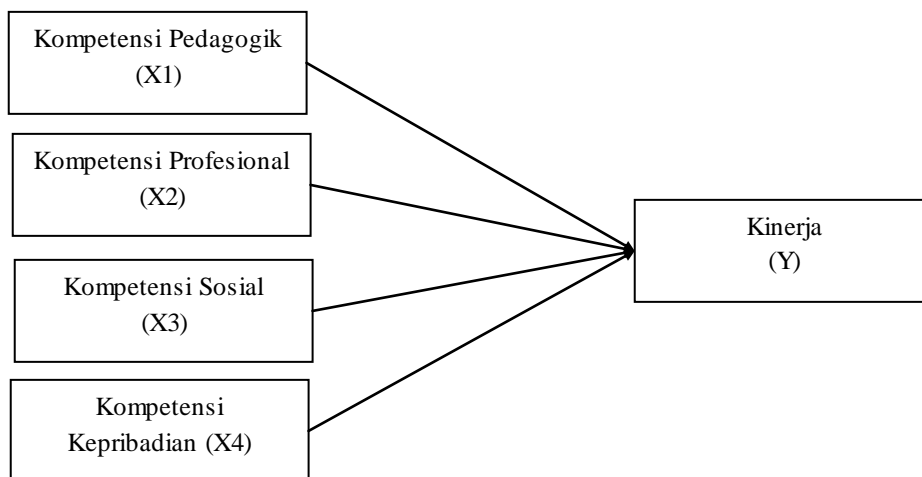 Kompetensi Pedagogik
(X1)
Kompetensi Profesional
(X2)
Kompetensi Sosial
(X3)
Kompetensi
Kepribadian (X4)
Kinerja
(Y)